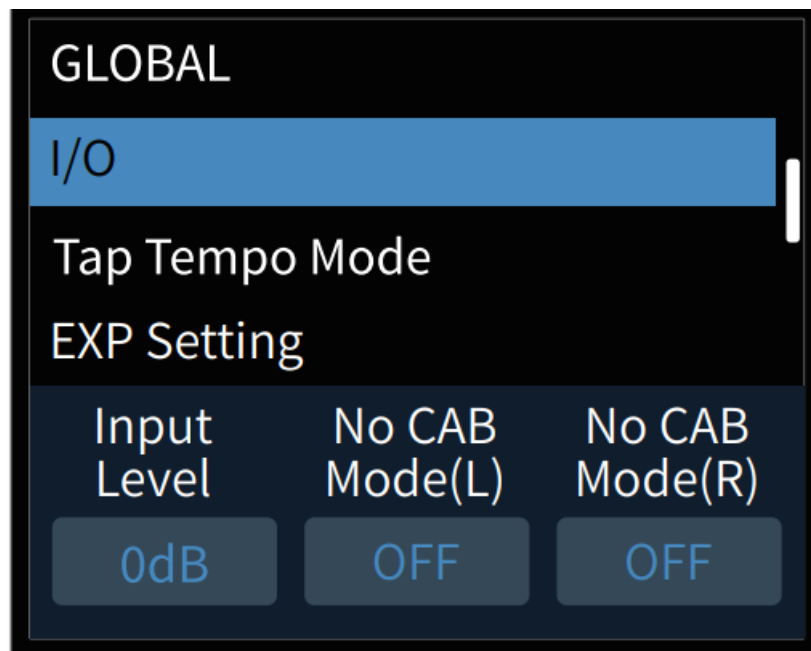 GLOBAL
I/O
Tap Tempo Mode
EXP Setting
Input No CAB No CAB
Level Mode(L) Mode(R)
0dB OFF OFF